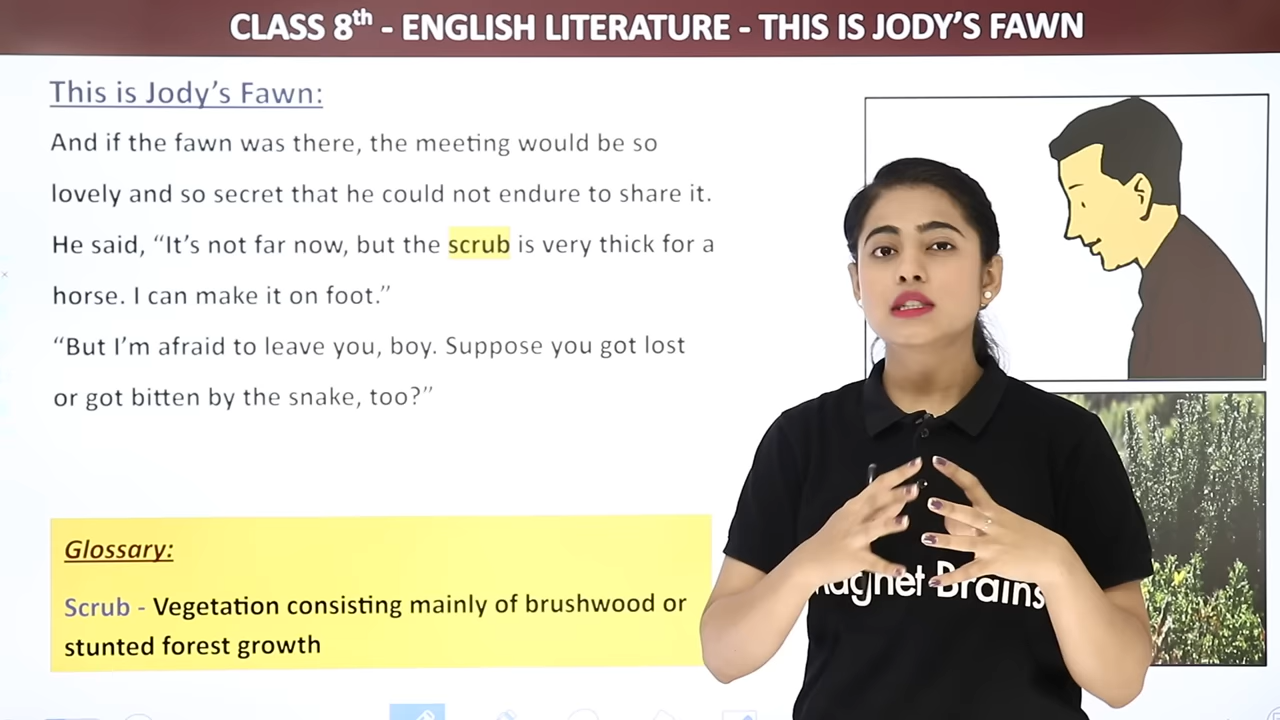 CLASS 8th - ENGLISH LITERATURE - THIS IS JODY'S FAWN
This is Jody's Fawn:
And if the fawn was there, the meeting would be so
lovely and so secret that he could not endure to share it.
He said, “It's not far now, but the scrub is very thick for a
horse. I can make it on foot.”
“But I'm afraid to leave you, boy. Suppose you got lost
or got bitten by the snake, too?”
Glossary:
Scrub - Vegetation consisting mainly of brushwood or
stunted forest growth
Magnet Brains